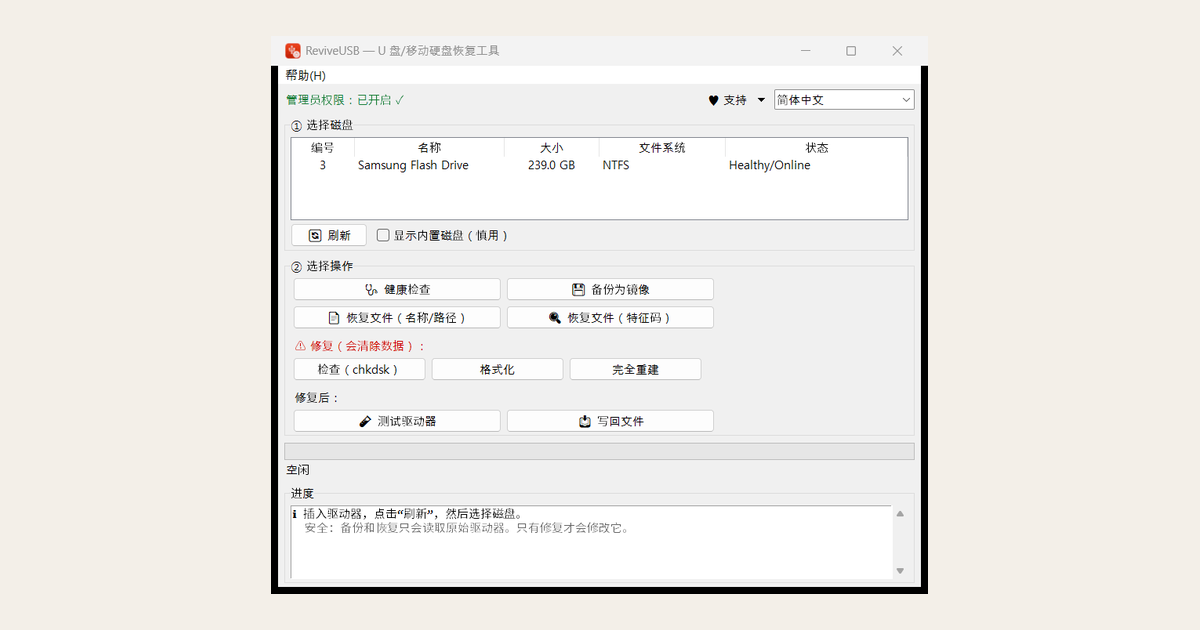 ReviveUSB — U 盘/移动硬盘恢复工具
帮助(H)
管理员权限：已开启 ✓ ♥ 支持 简体中文
① 选择磁盘
编号 名称 大小 文件系统 状态
3 Samsung Flash Drive 239.0 GB NTFS Healthy/Online
刷新 显示内置磁盘（慎用）
② 选择操作
健康检查 备份为镜像
恢复文件（名称/路径） 恢复文件（特征码）
⚠ 修复（会清除数据）：
检查（chkdsk） 格式化 完全重建
修复后：
测试驱动器 写回文件
空闲
进度
ℹ 插入驱动器，点击“刷新”，然后选择磁盘。
安全：备份和恢复只会读取原始驱动器。只有修复才会修改它。